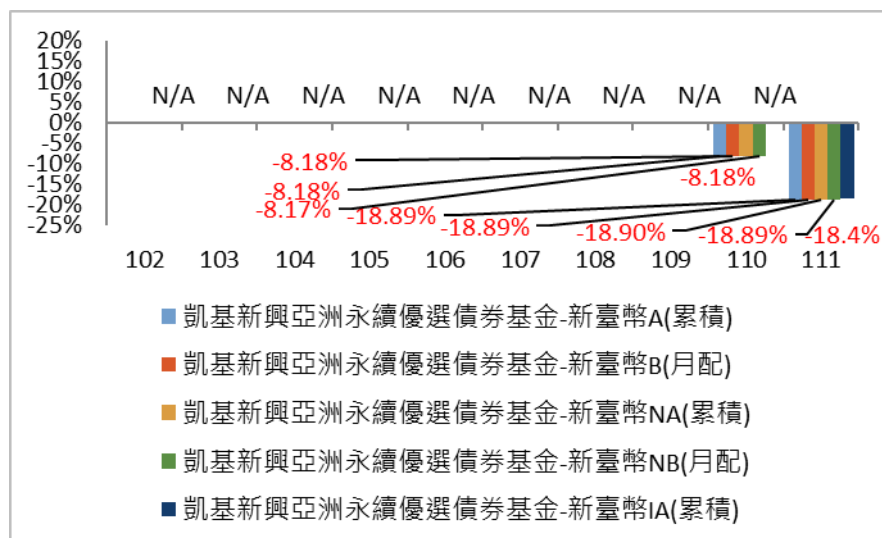 20%
15%
10%
5%
0%
-5%
-10%
-15%
-20%
-25%
N/A N/A N/A N/A N/A N/A N/A N/A N/A
-8.18%
-8.18%
-8.17%
-8.18%
-18.89%
-18.89%
-18.90%
-18.89%
-18.4%
102 103 104 105 106 107 108 109 110 111
凱基新興亞洲永續優選債券基金-新臺幣A(累積)
凱基新興亞洲永續優選債券基金-新臺幣B(月配)
凱基新興亞洲永續優選債券基金-新臺幣NA(累積)
凱基新興亞洲永續優選債券基金-新臺幣NB(月配)
凱基新興亞洲永續優選債券基金-新臺幣IA(累積)